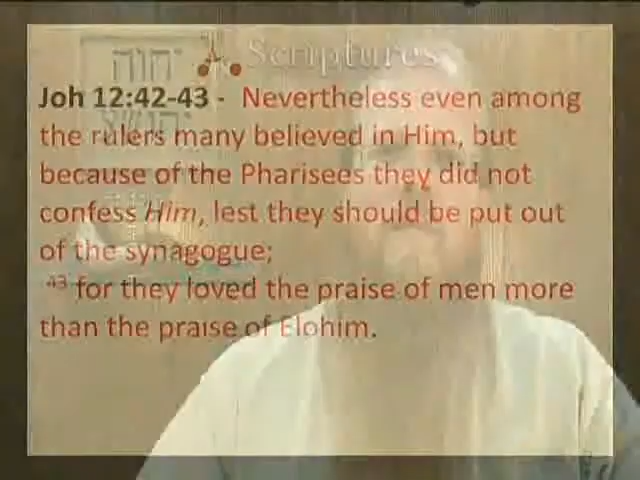 יהוה
Scriptures
Joh 12:42-43 - Nevertheless even among
the rulers many believed in Him, but
because of the Pharisees they did not
confess Him, lest they should be put out
of the synagogue;
43 for they loved the praise of men more
than the praise of Elohim.